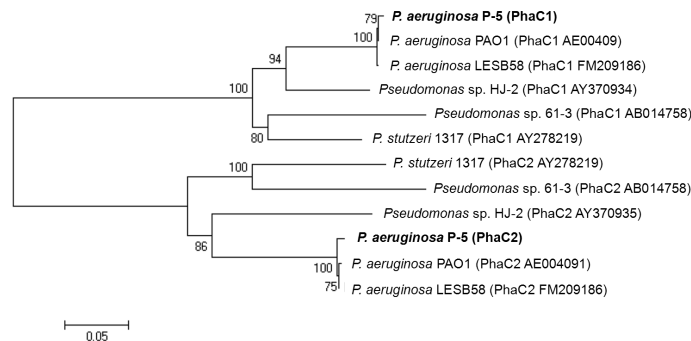 79
P. aeruginosa P-5 (PhaC1)
100
P. aeruginosa PAO1 (PhaC1 AE00409)
94
P. aeruginosa LESB58 (PhaC1 FM209186)
100
Pseudomonas sp. HJ-2 (PhaC1 AY370934)
Pseudomonas sp. 61-3 (PhaC1 AB014758)
80
P. stutzeri 1317 (PhaC1 AY278219)
100
P. stutzeri 1317 (PhaC2 AY278219)
Pseudomonas sp. 61-3 (PhaC2 AB014758)
Pseudomonas sp. HJ-2 (PhaC2 AY370935)
86
P. aeruginosa P-5 (PhaC2)
100
P. aeruginosa PAO1 (PhaC2 AE004091)
75
P. aeruginosa LESB58 (PhaC2 FM209186)
0.05